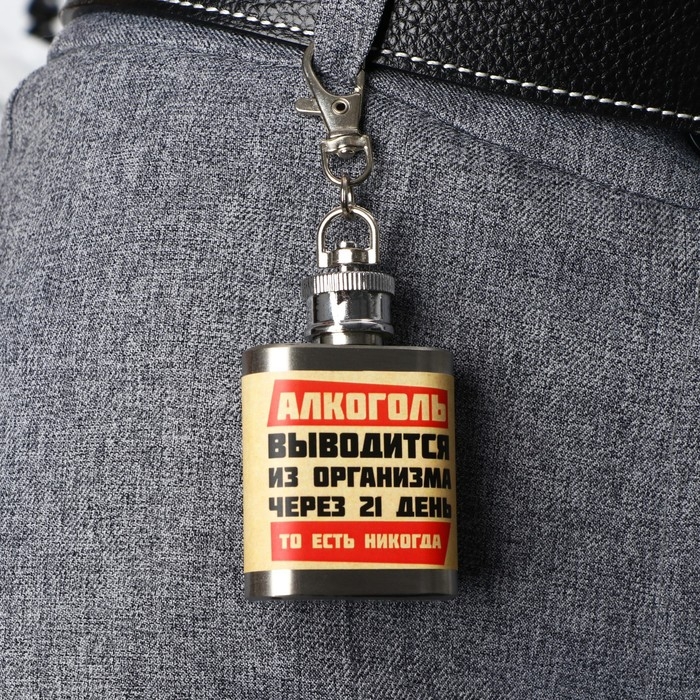 АЛКОГОЛЬ
ВЫВОДИТСЯ
ИЗ ОРГАНИЗМА
ЧЕРЕЗ 21 ДЕНЬ
ТО ЕСТЬ НИКОГДА